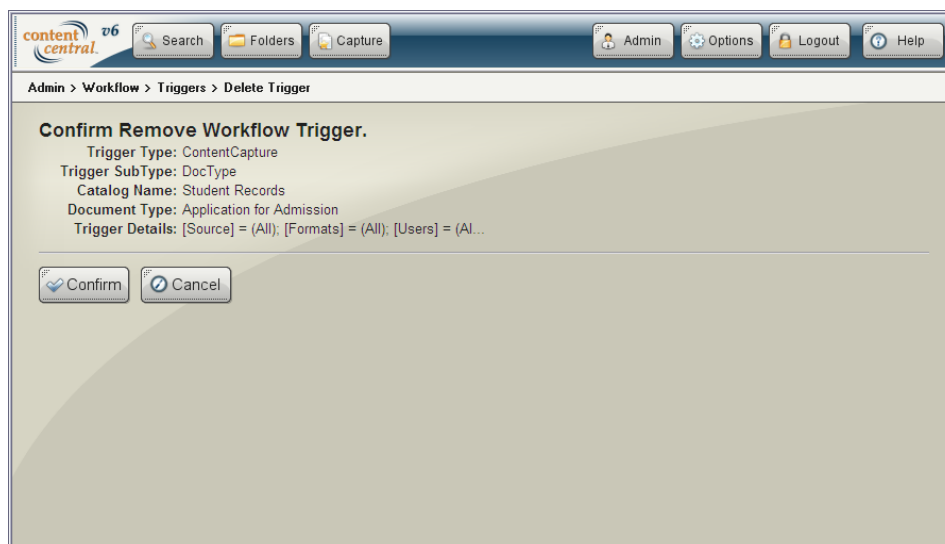 content central. v6 Search Folders Capture Admin Options Logout Help
Admin > Workflow > Triggers > Delete Trigger
Confirm Remove Workflow Trigger.
Trigger Type: ContentCapture
Trigger SubType: DocType
Catalog Name: Student Records
Document Type: Application for Admission
Trigger Details: [Source] = (All); [Formats] = (All); [Users] = (Al...
Confirm Cancel